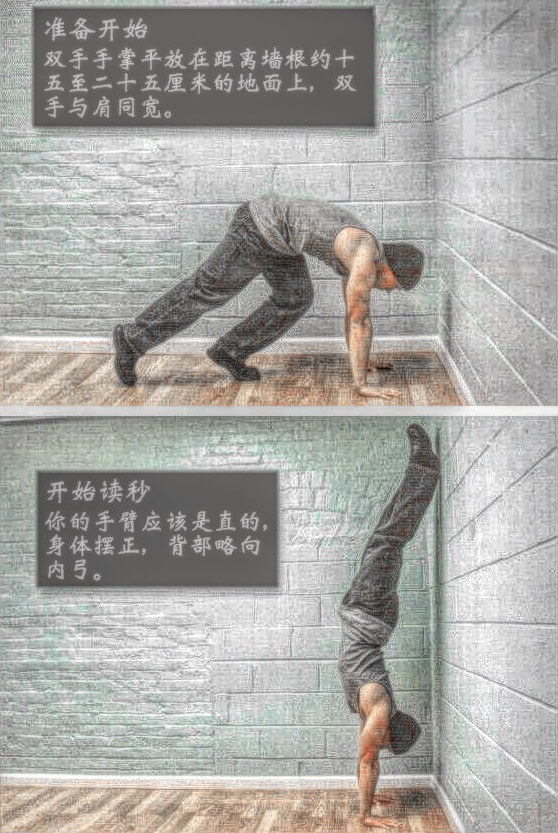 准备开始
双手手掌平放在距离墙根约十
五至二十五厘米的地面上，双
手与肩同宽。
开始读秒
你的手臂应该是直的，
身体摆正，背部略向
内弓。